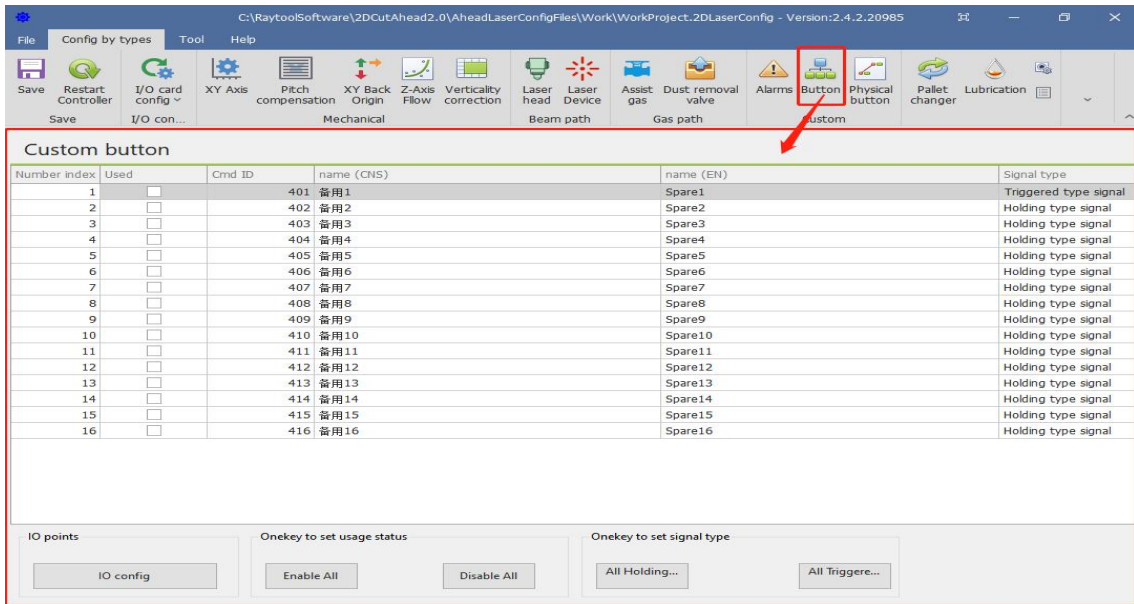 C:\RaytoolSoftware\2DCutAhead2.0\AheadLaserConfigFiles\Work\WorkProject.2DLaserConfig - Version:2.4.2.20985
File Config by types Tool Help
Save Restart Controller I/O card config XY Axis Pitch compensation XY Back Origin Z-Axis Fllow Verticality correction Laser head Laser Device Assist gas Dust removal valve Alarms Button Physical button Pallet changer Lubrication
Save I/O con... Mechanical Beam path Gas path Custom
Custom button
Number index Used Cmd ID name (CNS) name (EN) Signal type
1 401 备用1 Spare1 Triggered type signal
2 402 备用2 Spare2 Holding type signal
3 403 备用3 Spare3 Holding type signal
4 404 备用4 Spare4 Holding type signal
5 405 备用5 Spare5 Holding type signal
6 406 备用6 Spare6 Holding type signal
7 407 备用7 Spare7 Holding type signal
8 408 备用8 Spare8 Holding type signal
9 409 备用9 Spare9 Holding type signal
10 410 备用10 Spare10 Holding type signal
11 411 备用11 Spare11 Holding type signal
12 412 备用12 Spare12 Holding type signal
13 413 备用13 Spare13 Holding type signal
14 414 备用14 Spare14 Holding type signal
15 415 备用15 Spare15 Holding type signal
16 416 备用16 Spare16 Holding type signal
IO points Onekey to set usage status Onekey to set signal type
IO config Enable All Disable All All Holding... All Triggere...